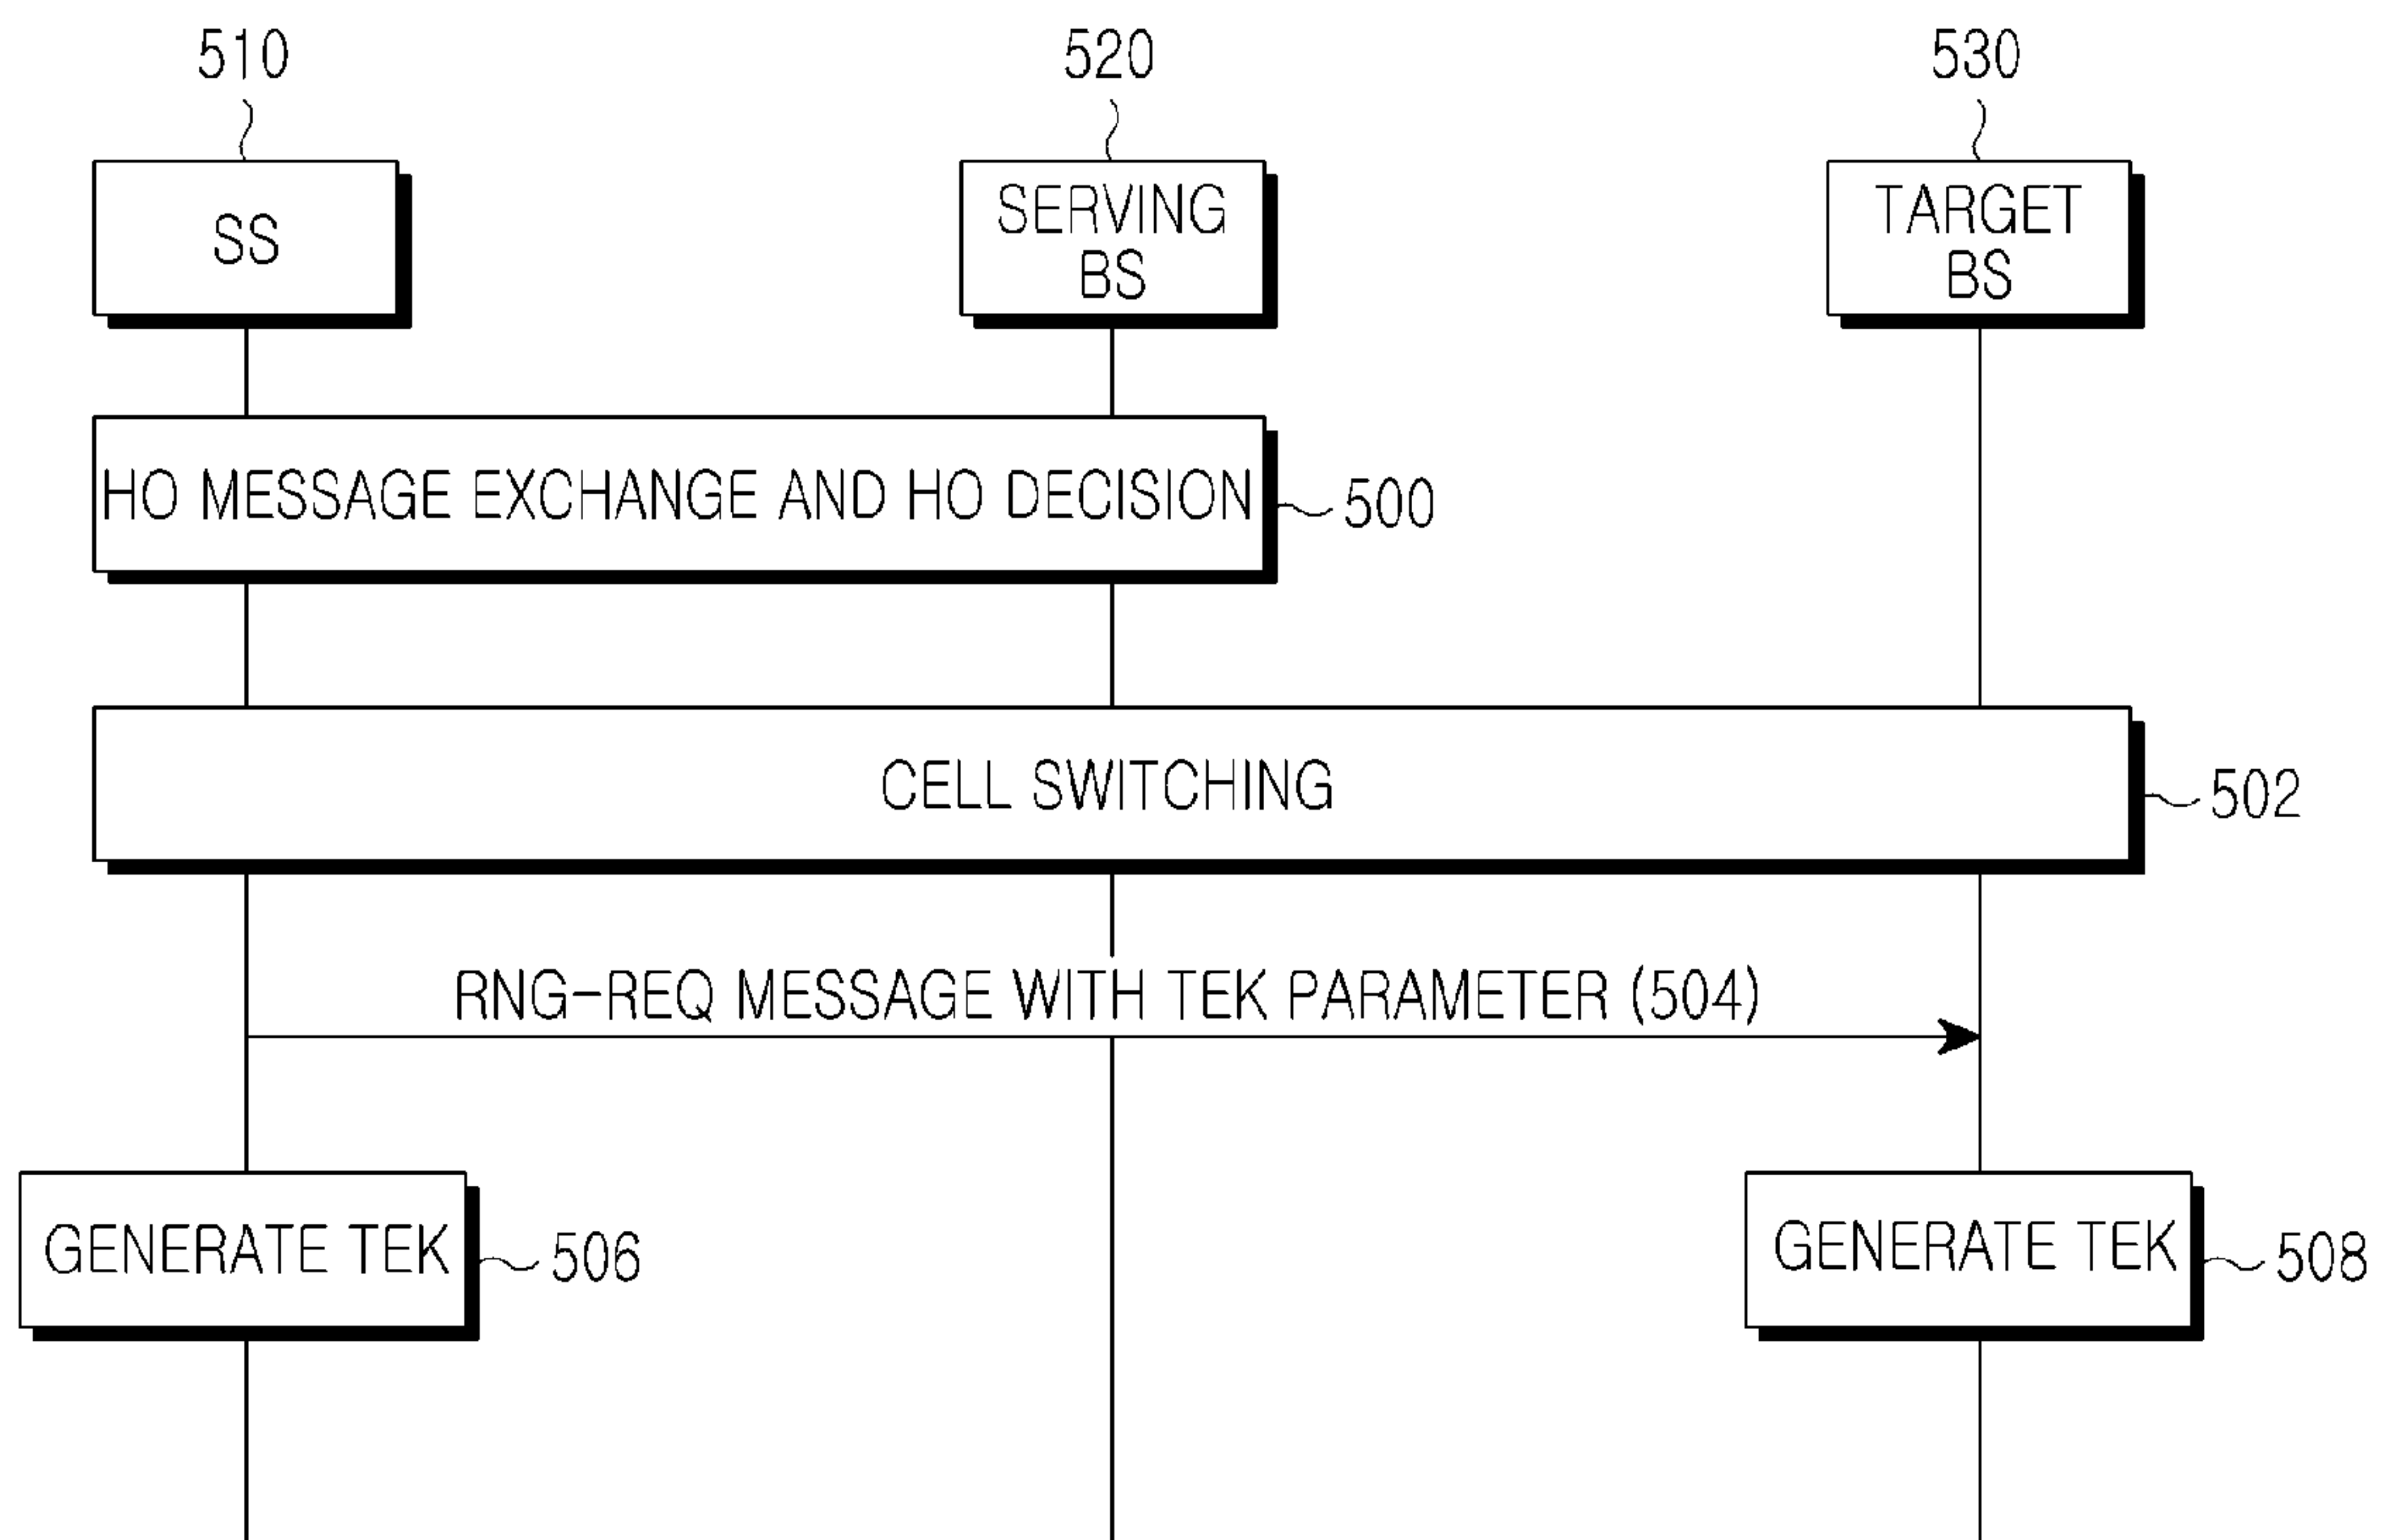 510
520
530
SS
SERVING
BS
TARGET
BS
HO MESSAGE EXCHANGE AND HO DECISION
500
CELL SWITCHING
502
RNG-REQ MESSAGE WITH TEK PARAMETER (504)
GENERATE TEK
506
GENERATE TEK
508